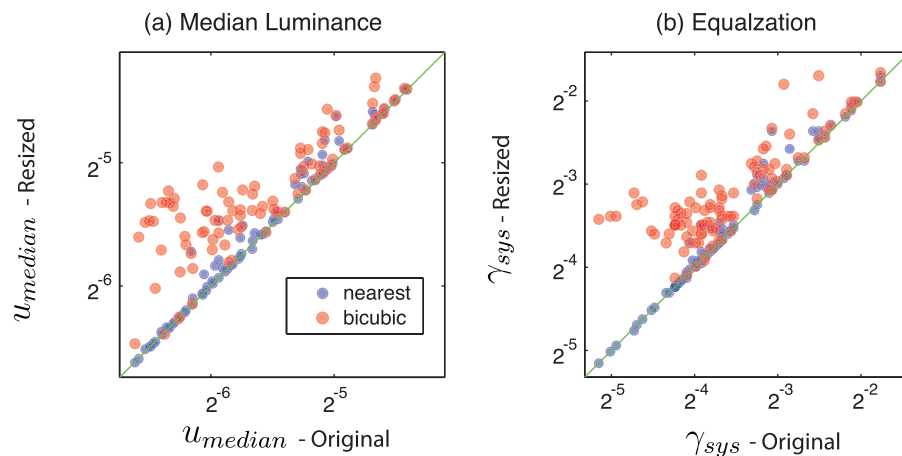 (a) Median Luminance
u_median - Resized
2^-5
2^-6
nearest
bicubic
2^-6
2^-5
u_median - Original
(b) Equalzation
γ_sys - Resized
2^-2
2^-3
2^-4
2^-5
2^-5
2^-4
2^-3
2^-2
γ_sys - Original